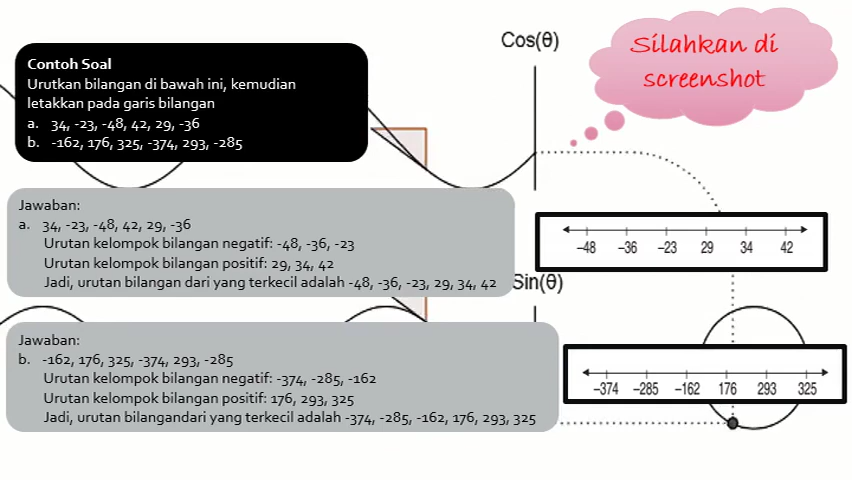 Cos(θ)
Silahkan di
screenshot
Contoh Soal
Urutkan bilangan di bawah ini, kemudian
letakkan pada garis bilangan
a. 34, -23, -48, 42, 29, -36
b. -162, 176, 325, -374, 293, -285
Jawaban:
a. 34, -23, -48, 42, 29, -36
Urutan kelompok bilangan negatif: -48, -36, -23
Urutan kelompok bilangan positif: 29, 34, 42
Jadi, urutan bilangan dari yang terkecil adalah -48, -36, -23, 29, 34, 42
−48 −36 −23 29 34 42
Sin(θ)
Jawaban:
b. -162, 176, 325, -374, 293, -285
Urutan kelompok bilangan negatif: -374, -285, -162
Urutan kelompok bilangan positif: 176, 293, 325
Jadi, urutan bilangandari yang terkecil adalah -374, -285, -162, 176, 293, 325
−374 −285 −162 176 293 325